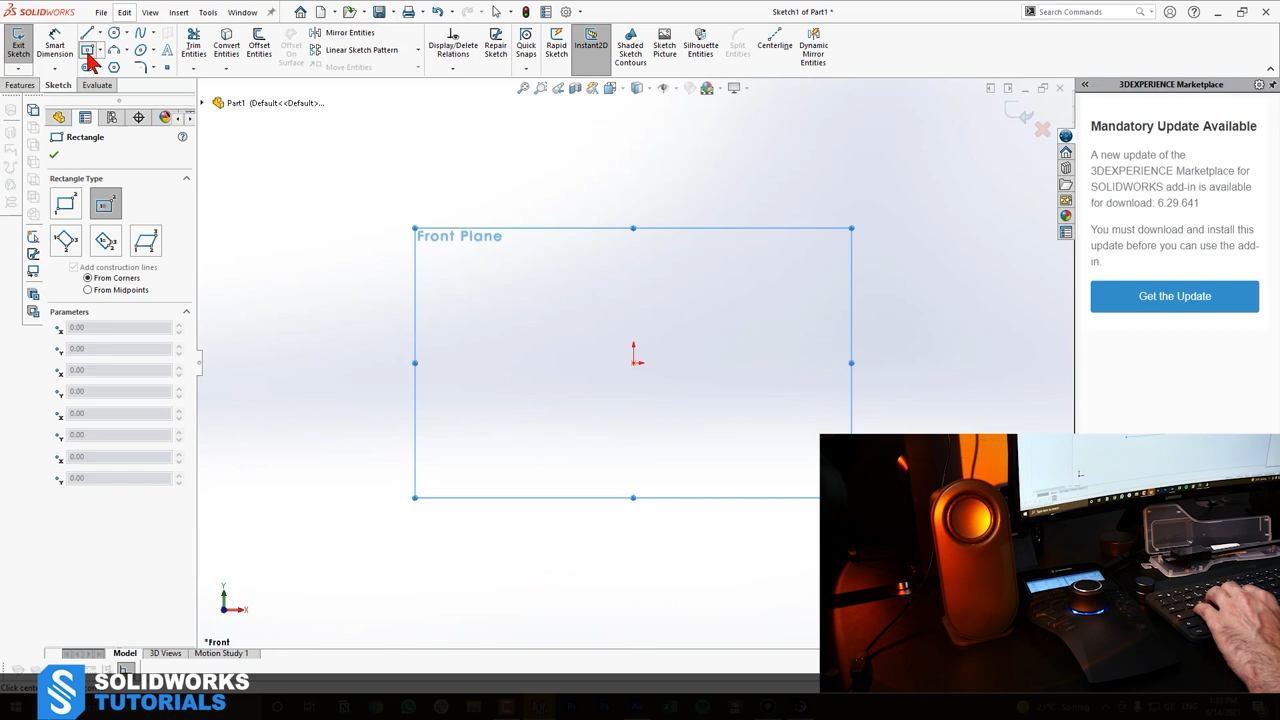 SOLIDWORKS
File
Edit
View
Insert
Tools
Window
Sketch1 of Part1 *
Search Commands
Exit Sketch
Smart Dimension
Trim Entities
Convert Entities
Offset Entities
Offset On Surface
Mirror Entities
Linear Sketch Pattern
Move Entities
Display/Delete Relations
Repair Sketch
Quick Snaps
Rapid Sketch
Instant2D
Shaded Sketch Contours
Sketch Picture
Silhouette Entities
Split Entities
Centerline
Dynamic Mirror Entities
Features
Sketch
Evaluate
Part1 (Default<<Default>...
Rectangle
Rectangle Type
Add construction lines
From Corners
From Midpoints
Parameters
0.00
0.00
0.00
0.00
0.00
0.00
0.00
0.00
Front Plane
Y
X
*Front
Model
3D Views
Motion Study 1
3DEXPERIENCE Marketplace
Mandatory Update Available
A new update of the
3DEXPERIENCE Marketplace for
SOLIDWORKS add-in is available
for download: 6.29.641
You must download and install this
update before you can use the add-
in.
Get the Update
SOLIDWORKS
TUTORIALS